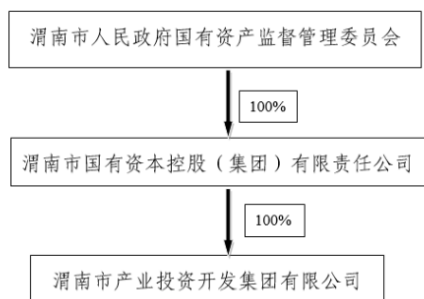 渭南市人民政府国有资产监督管理委员会
100%
渭南市国有资本控股（集团）有限责任公司
100%
渭南市产业投资开发集团有限公司